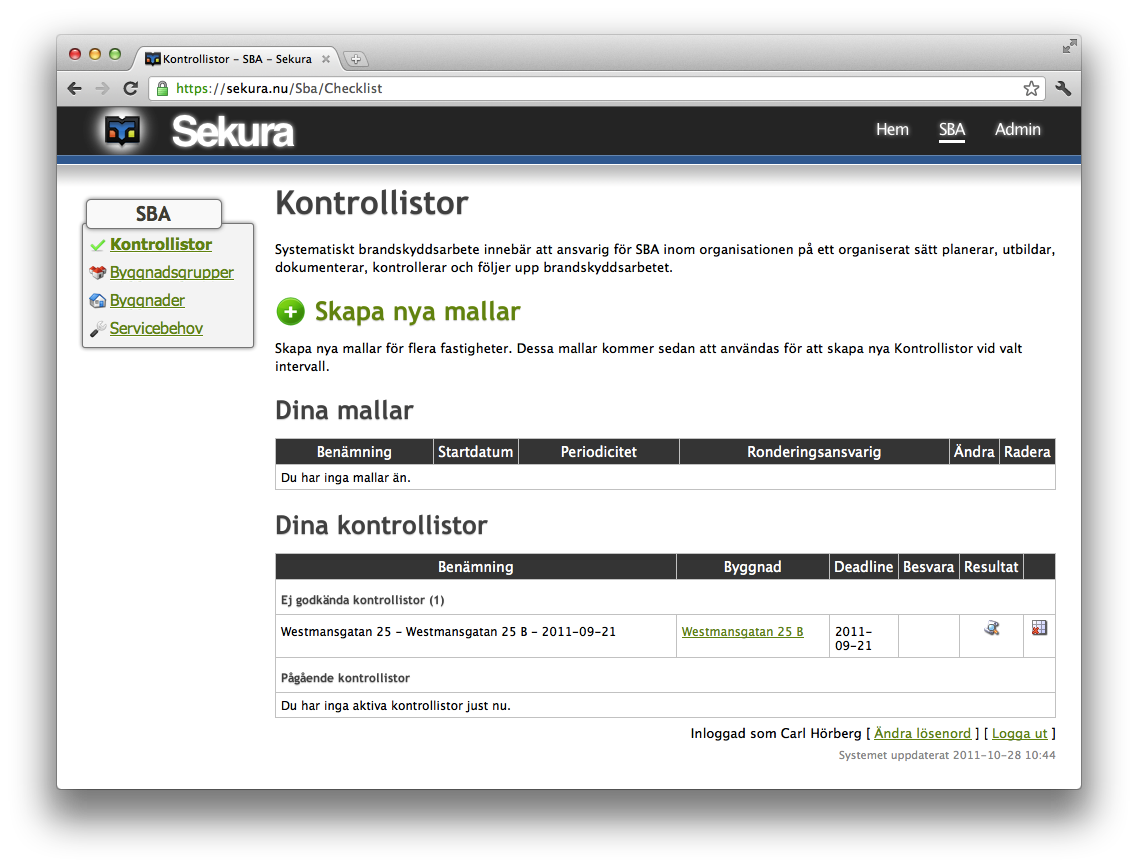 Kontrollistor – SBA – Sekura
https://sekura.nu/Sba/Checklist
Sekura
Hem SBA Admin
SBA
Kontrollistor
Byggnadsgrupper
Byggnader
Servicebehov
Kontrollistor
Systematiskt brandskyddsarbete innebär att ansvarig för SBA inom organisationen på ett organiserat sätt planerar, utbildar,
dokumenterar, kontrollerar och följer upp brandskyddsarbetet.
Skapa nya mallar
Skapa nya mallar för flera fastigheter. Dessa mallar kommer sedan att användas för att skapa nya Kontrollistor vid valt
intervall.
Dina mallar
Benämning Startdatum Periodicitet Ronderingsansvarig Ändra Radera
Du har inga mallar än.
Dina kontrollistor
Benämning Byggnad Deadline Besvara Resultat
Ej godkända kontrollistor (1)
Westmansgatan 25 – Westmansgatan 25 B – 2011-09-21 Westmansgatan 25 B 2011-
09-21
Pågående kontrollistor
Du har inga aktiva kontrollistor just nu.
Inloggad som Carl Hörberg [ Ändra lösenord ] [ Logga ut ]
Systemet uppdaterat 2011-10-28 10:44